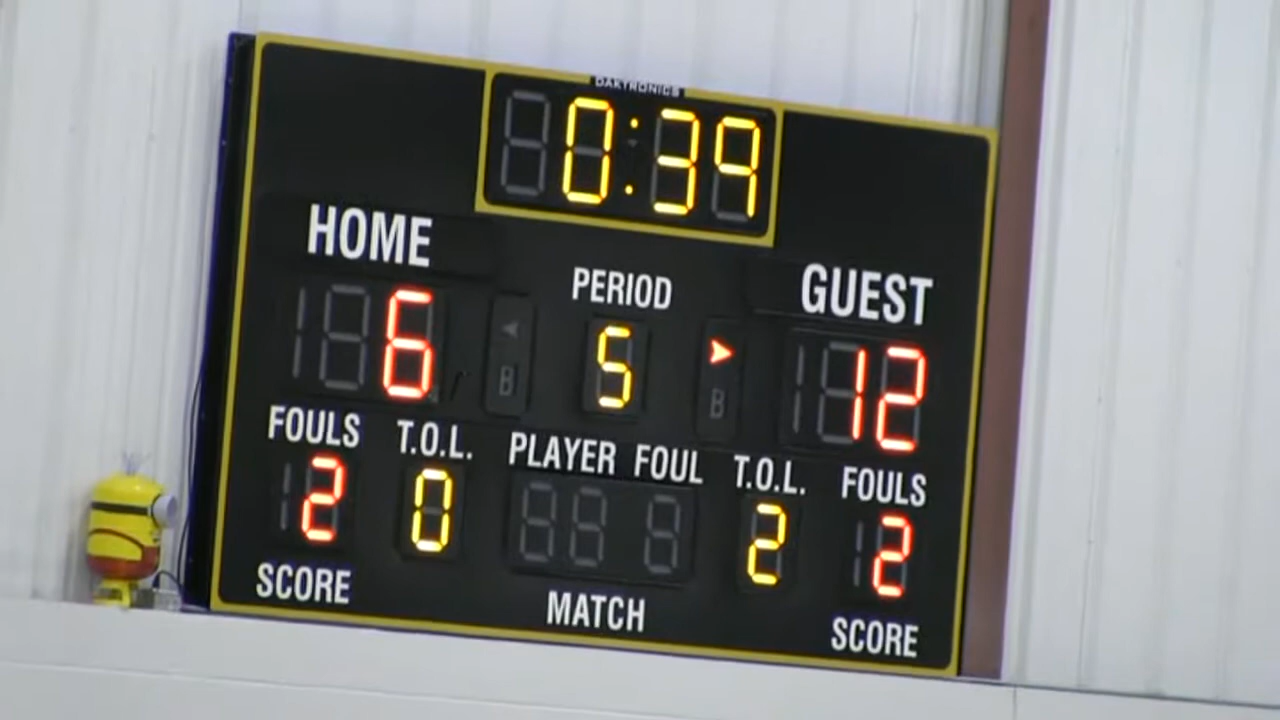 DAKTRONICS
0:39
HOME
PERIOD
GUEST
6
5
12
B
B
FOULS T.O.L. PLAYER FOUL T.O.L. FOULS
2 0 2 2
SCORE MATCH SCORE